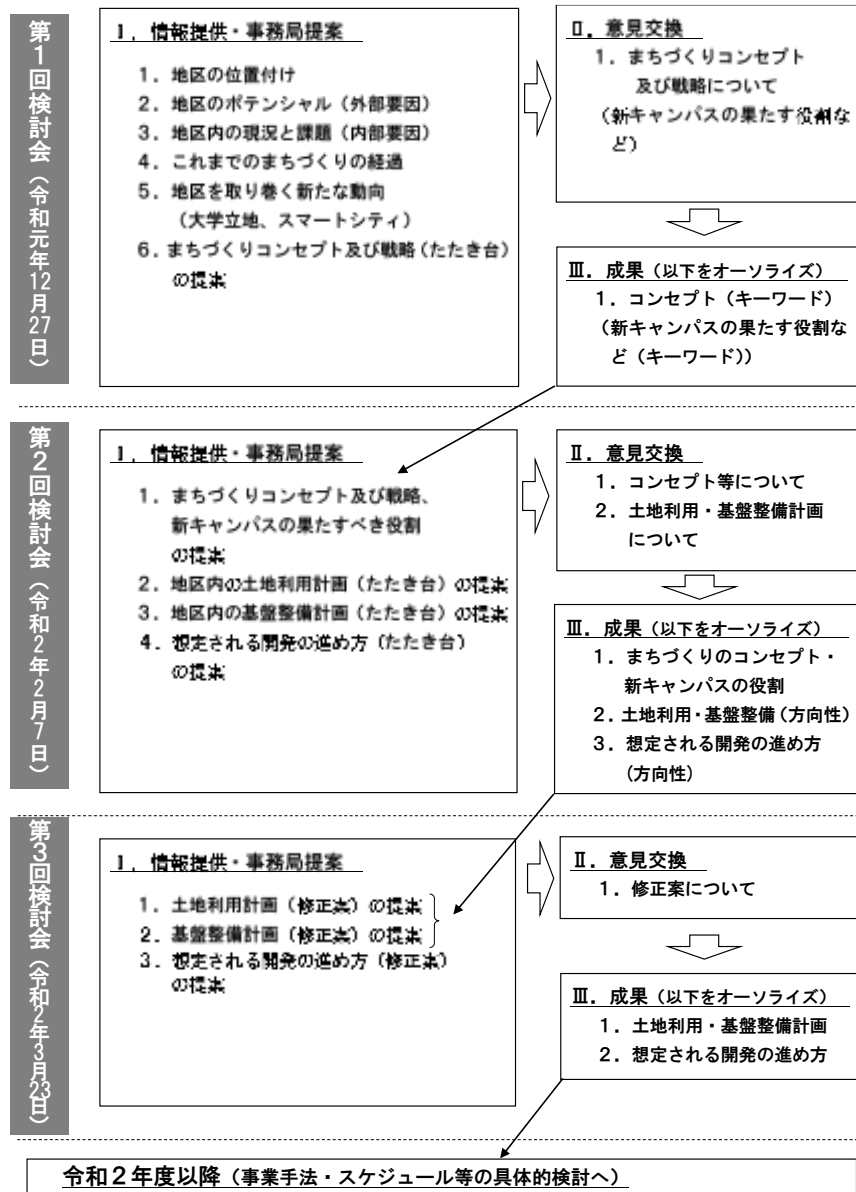 第1回検討会（令和元年12月27日）
Ⅰ．情報提供・事務局提案
１．地区の位置付け
２．地区のポテンシャル（外部要因）
３．地区内の現況と課題（内部要因）
４．これまでのまちづくりの経過
５．地区を取り巻く新たな動向
（大学立地、スマートシティ）
６．まちづくりコンセプト及び戦略（たたき台）
の提案
Ⅱ．意見交換
１．まちづくりコンセプト
及び戦略について
（新キャンパスの果たす役割な
ど）
Ⅲ．成果（以下をオーソライズ）
１．コンセプト（キーワード）
（新キャンパスの果たす役割な
ど（キーワード））
第2回検討会（令和2年2月7日）
Ⅰ．情報提供・事務局提案
１．まちづくりコンセプト及び戦略、
新キャンパスの果たすべき役割
の提案
２．地区内の土地利用計画（たたき台）の提案
３．地区内の基盤整備計画（たたき台）の提案
４．想定される開発の進め方（たたき台）
の提案
Ⅱ．意見交換
１．コンセプト等について
２．土地利用・基盤整備計画
について
Ⅲ．成果（以下をオーソライズ）
１．まちづくりのコンセプト・
新キャンパスの役割
２．土地利用・基盤整備（方向性）
３．想定される開発の進め方
（方向性）
第3回検討会（令和2年3月23日）
Ⅰ．情報提供・事務局提案
１．土地利用計画（修正案）の提案
２．基盤整備計画（修正案）の提案
３．想定される開発の進め方（修正案）
の提案
Ⅱ．意見交換
１．修正案について
Ⅲ．成果（以下をオーソライズ）
１．土地利用・基盤整備計画
２．想定される開発の進め方
令和２年度以降（事業手法・スケジュール等の具体的検討へ）